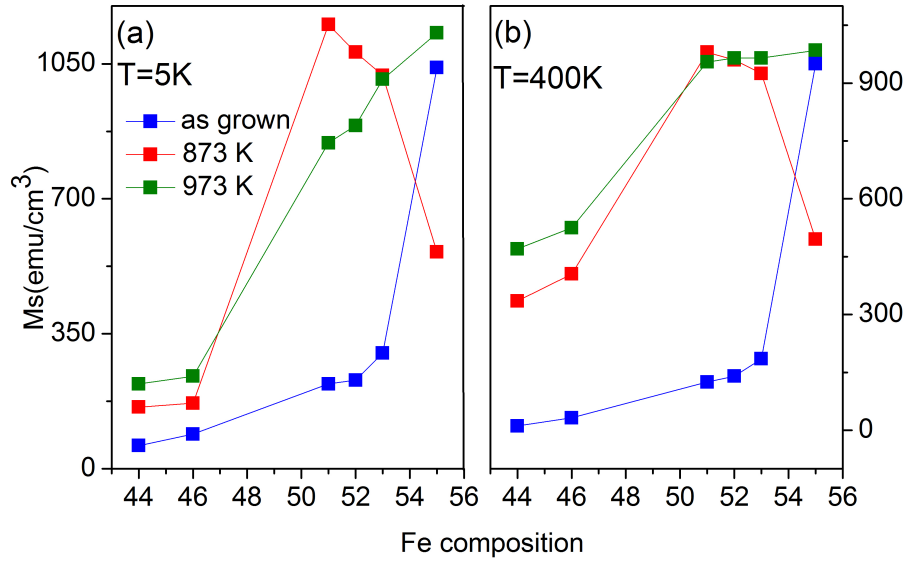 (a)
T=5K
as grown
873 K
973 K
(b)
T=400K
Ms(emu/cm³)
1050
700
350
0
900
600
300
0
44 46 48 50 52 54 56
44 46 48 50 52 54 56
Fe composition